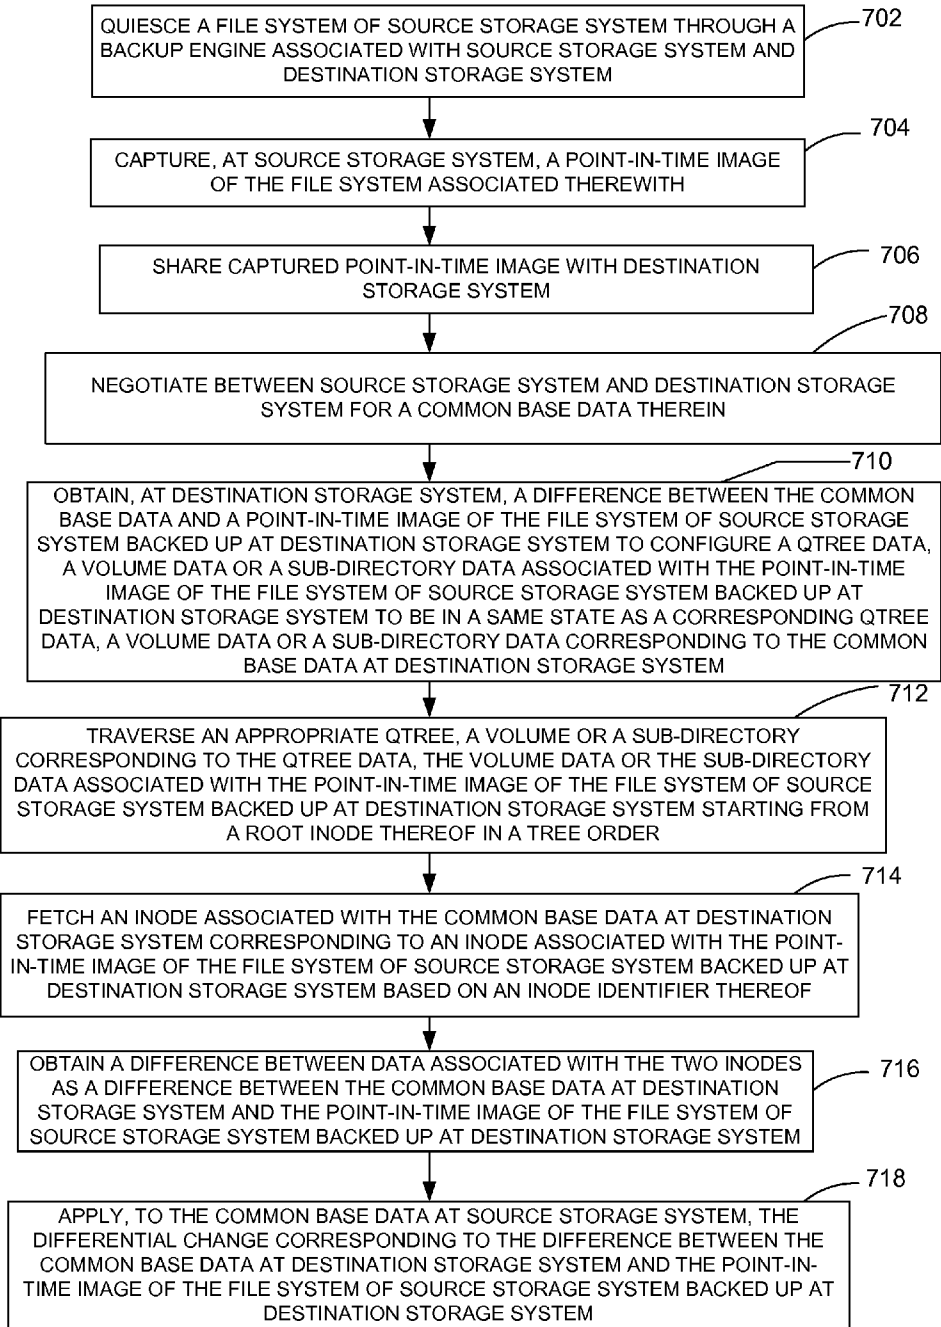 702
QUIESCE A FILE SYSTEM OF SOURCE STORAGE SYSTEM THROUGH A
BACKUP ENGINE ASSOCIATED WITH SOURCE STORAGE SYSTEM AND
DESTINATION STORAGE SYSTEM
704
CAPTURE, AT SOURCE STORAGE SYSTEM, A POINT-IN-TIME IMAGE
OF THE FILE SYSTEM ASSOCIATED THEREWITH
706
SHARE CAPTURED POINT-IN-TIME IMAGE WITH DESTINATION
STORAGE SYSTEM
708
NEGOTIATE BETWEEN SOURCE STORAGE SYSTEM AND DESTINATION STORAGE
SYSTEM FOR A COMMON BASE DATA THEREIN
710
OBTAIN, AT DESTINATION STORAGE SYSTEM, A DIFFERENCE BETWEEN THE COMMON
BASE DATA AND A POINT-IN-TIME IMAGE OF THE FILE SYSTEM OF SOURCE STORAGE
SYSTEM BACKED UP AT DESTINATION STORAGE SYSTEM TO CONFIGURE A QTREE DATA,
A VOLUME DATA OR A SUB-DIRECTORY DATA ASSOCIATED WITH THE POINT-IN-TIME
IMAGE OF THE FILE SYSTEM OF SOURCE STORAGE SYSTEM BACKED UP AT
DESTINATION STORAGE SYSTEM TO BE IN A SAME STATE AS A CORRESPONDING QTREE
DATA, A VOLUME DATA OR A SUB-DIRECTORY DATA CORRESPONDING TO THE COMMON
BASE DATA AT DESTINATION STORAGE SYSTEM
712
TRAVERSE AN APPROPRIATE QTREE, A VOLUME OR A SUB-DIRECTORY
CORRESPONDING TO THE QTREE DATA, THE VOLUME DATA OR THE SUB-DIRECTORY
DATA ASSOCIATED WITH THE POINT-IN-TIME IMAGE OF THE FILE SYSTEM OF SOURCE
STORAGE SYSTEM BACKED UP AT DESTINATION STORAGE SYSTEM STARTING FROM
A ROOT INODE THEREOF IN A TREE ORDER
714
FETCH AN INODE ASSOCIATED WITH THE COMMON BASE DATA AT DESTINATION
STORAGE SYSTEM CORRESPONDING TO AN INODE ASSOCIATED WITH THE POINT-
IN-TIME IMAGE OF THE FILE SYSTEM OF SOURCE STORAGE SYSTEM BACKED UP AT
DESTINATION STORAGE SYSTEM BASED ON AN INODE IDENTIFIER THEREOF
716
OBTAIN A DIFFERENCE BETWEEN DATA ASSOCIATED WITH THE TWO INODES
AS A DIFFERENCE BETWEEN THE COMMON BASE DATA AT DESTINATION
STORAGE SYSTEM AND THE POINT-IN-TIME IMAGE OF THE FILE SYSTEM OF
SOURCE STORAGE SYSTEM BACKED UP AT DESTINATION STORAGE SYSTEM
718
APPLY, TO THE COMMON BASE DATA AT SOURCE STORAGE SYSTEM, THE
DIFFERENTIAL CHANGE CORRESPONDING TO THE DIFFERENCE BETWEEN THE
COMMON BASE DATA AT DESTINATION STORAGE SYSTEM AND THE POINT-IN-
TIME IMAGE OF THE FILE SYSTEM OF SOURCE STORAGE SYSTEM BACKED UP AT
DESTINATION STORAGE SYSTEM